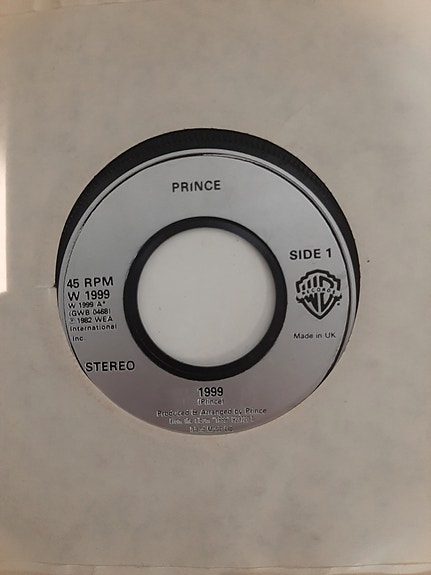 PRINCE
SIDE 1
45 RPM
W 1999
W 1999 A
(GWB 0468)
℗ 1982 WEA
International
Inc.
RECORDS
Made in UK
STEREO
1999
(Prince)
Produced & Arranged by Prince